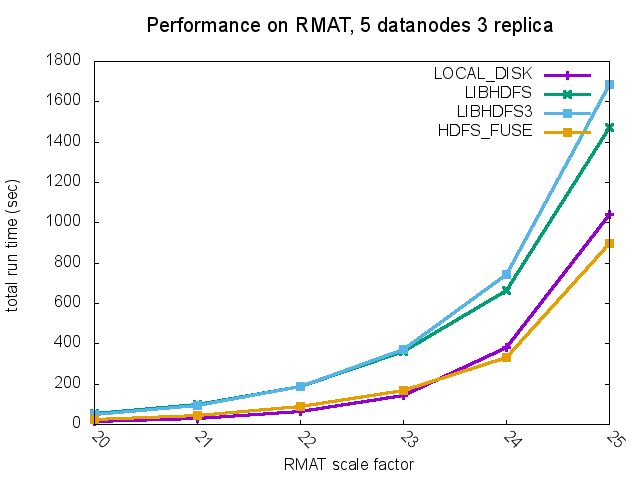 Performance on RMAT, 5 datanodes 3 replica
total run time (sec)
1800
1600
1400
1200
1000
800
600
400
200
0
LOCAL_DISK
LIBHDFS
LIBHDFS3
HDFS_FUSE
20
21
22
23
24
25
RMAT scale factor